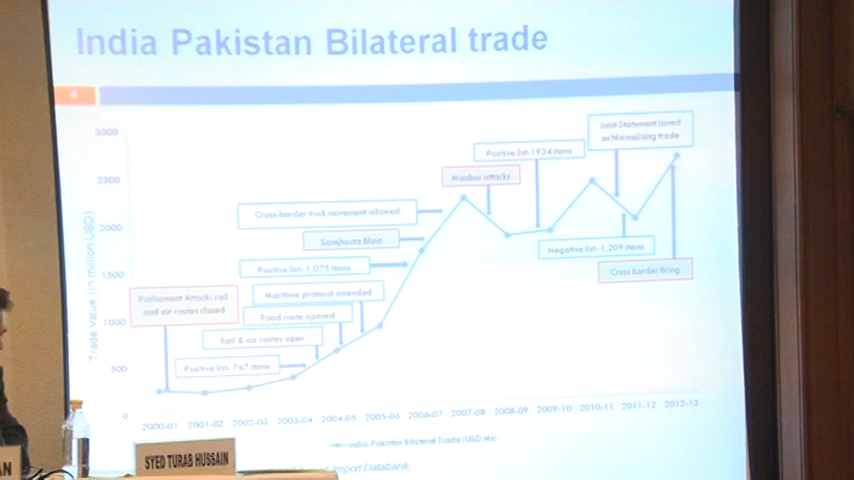 India Pakistan Bilateral trade
4
3000
2500
2000
1500
1000
500
0
Trade Value (in million USD)
Joint Statement issued
on Normalising trade
Positive list-1934 items
Mumbai attacks
Cross-border truck movement allowed
Samjhauta Blast
Negative list- 1,209 items
Positive list- 1,075 items
Cross border firing
Maritime protocol amended
Parliament Attack- rail
and air routes closed
Road route opened
Rail & air routes open
Positive list- 767 items
2000-01 2001-02 2002-03 2003-04 2004-05 2005-06 2006-07 2007-08 2008-09 2009-10 2010-11 2011-12 2012-13
India-Pakistan Bilateral Trade (USD Mn)
Import Databank
AN
SYED TURAB HUSSAIN